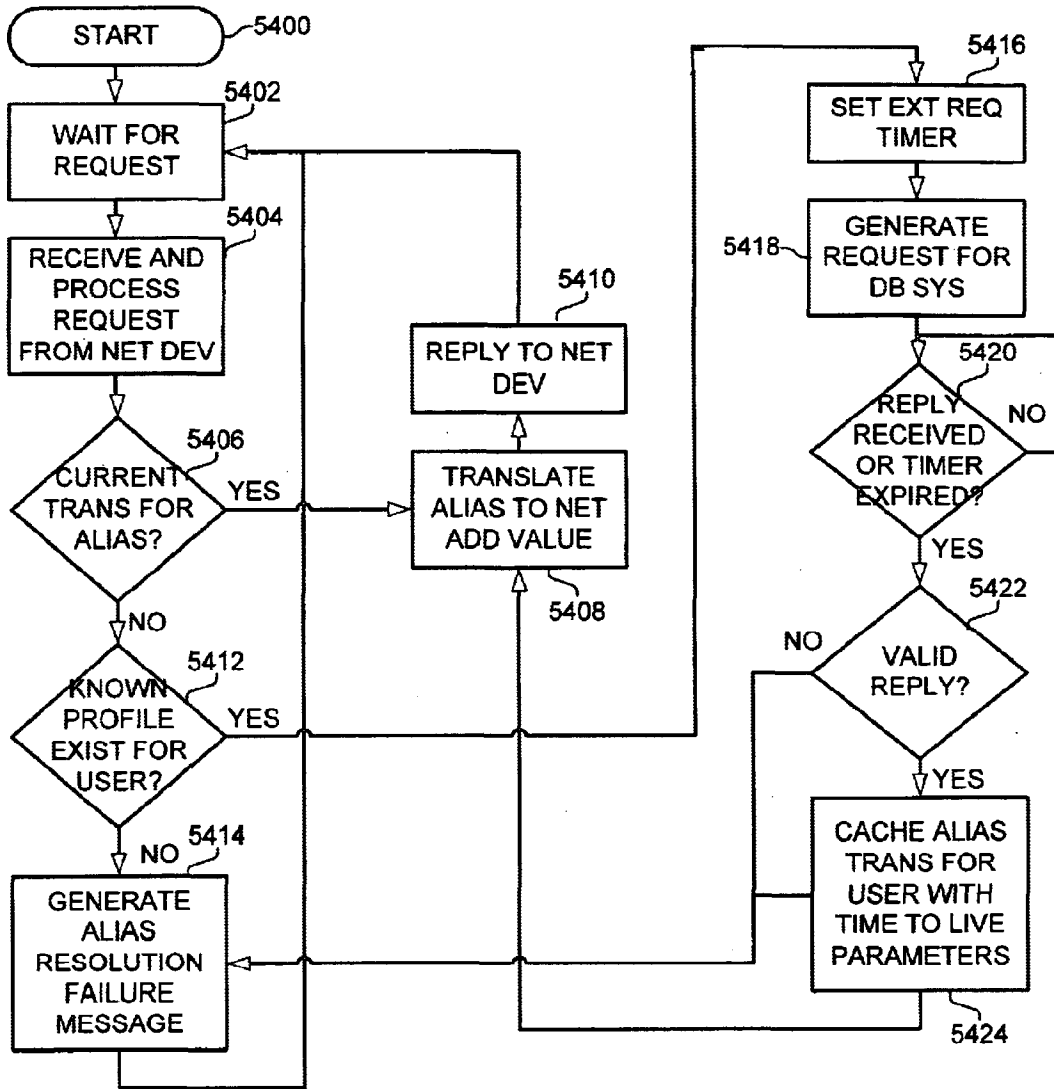 START
5400
5402
WAIT FOR
REQUEST
5404
RECEIVE AND
PROCESS
REQUEST
FROM NET DEV
5406
CURRENT
TRANS FOR
ALIAS?
YES
NO
5412
KNOWN
PROFILE
EXIST FOR
USER?
YES
NO
5414
GENERATE
ALIAS
RESOLUTION
FAILURE
MESSAGE
5410
REPLY TO NET
DEV
TRANSLATE
ALIAS TO NET
ADD VALUE
5408
5416
SET EXT REQ
TIMER
5418
GENERATE
REQUEST FOR
DB SYS
5420
REPLY
RECEIVED
OR TIMER
EXPIRED?
NO
YES
5422
NO
VALID
REPLY?
YES
CACHE ALIAS
TRANS FOR
USER WITH
TIME TO LIVE
PARAMETERS
5424